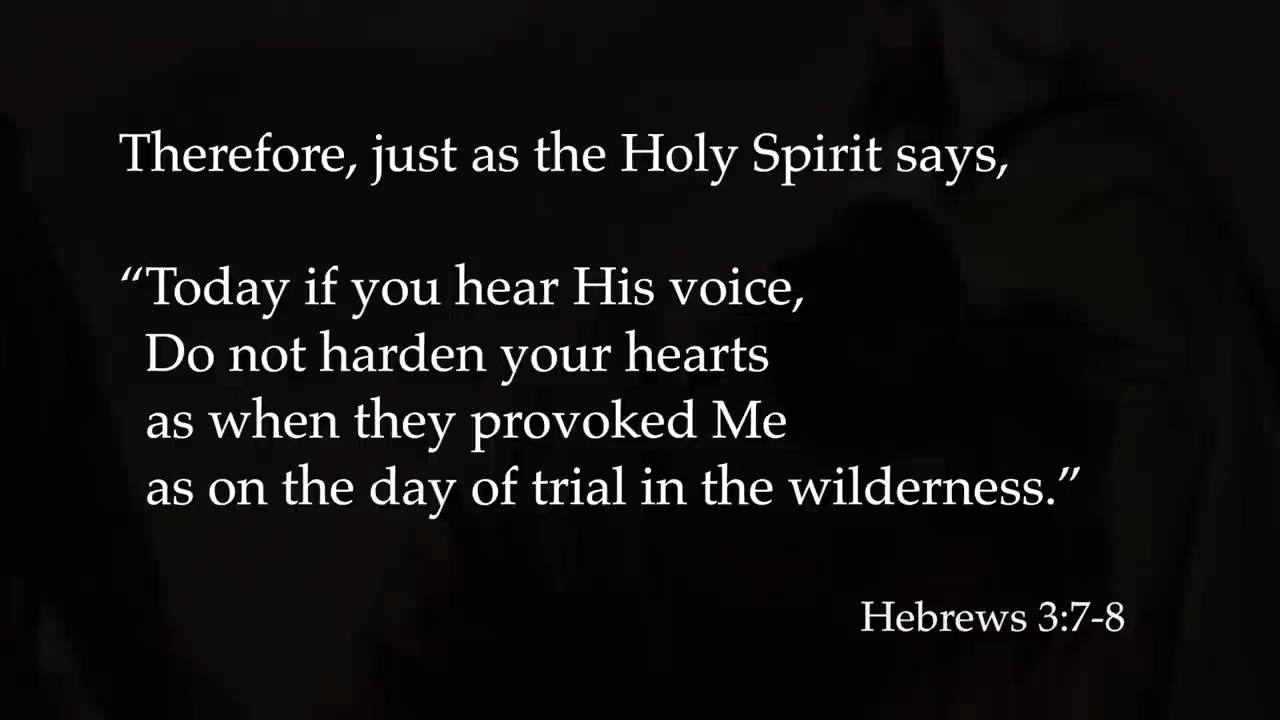 Therefore, just as the Holy Spirit says,
“Today if you hear His voice,
Do not harden your hearts
as when they provoked Me
as on the day of trial in the wilderness.”
Hebrews 3:7-8